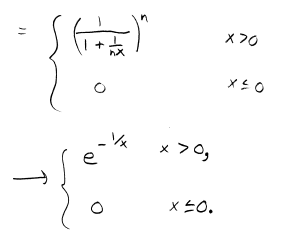 = { (1/(1 + 1/nx))^n x>0
0 x≤0
→ { e^{-1/x} x>0,
0 x≤0.